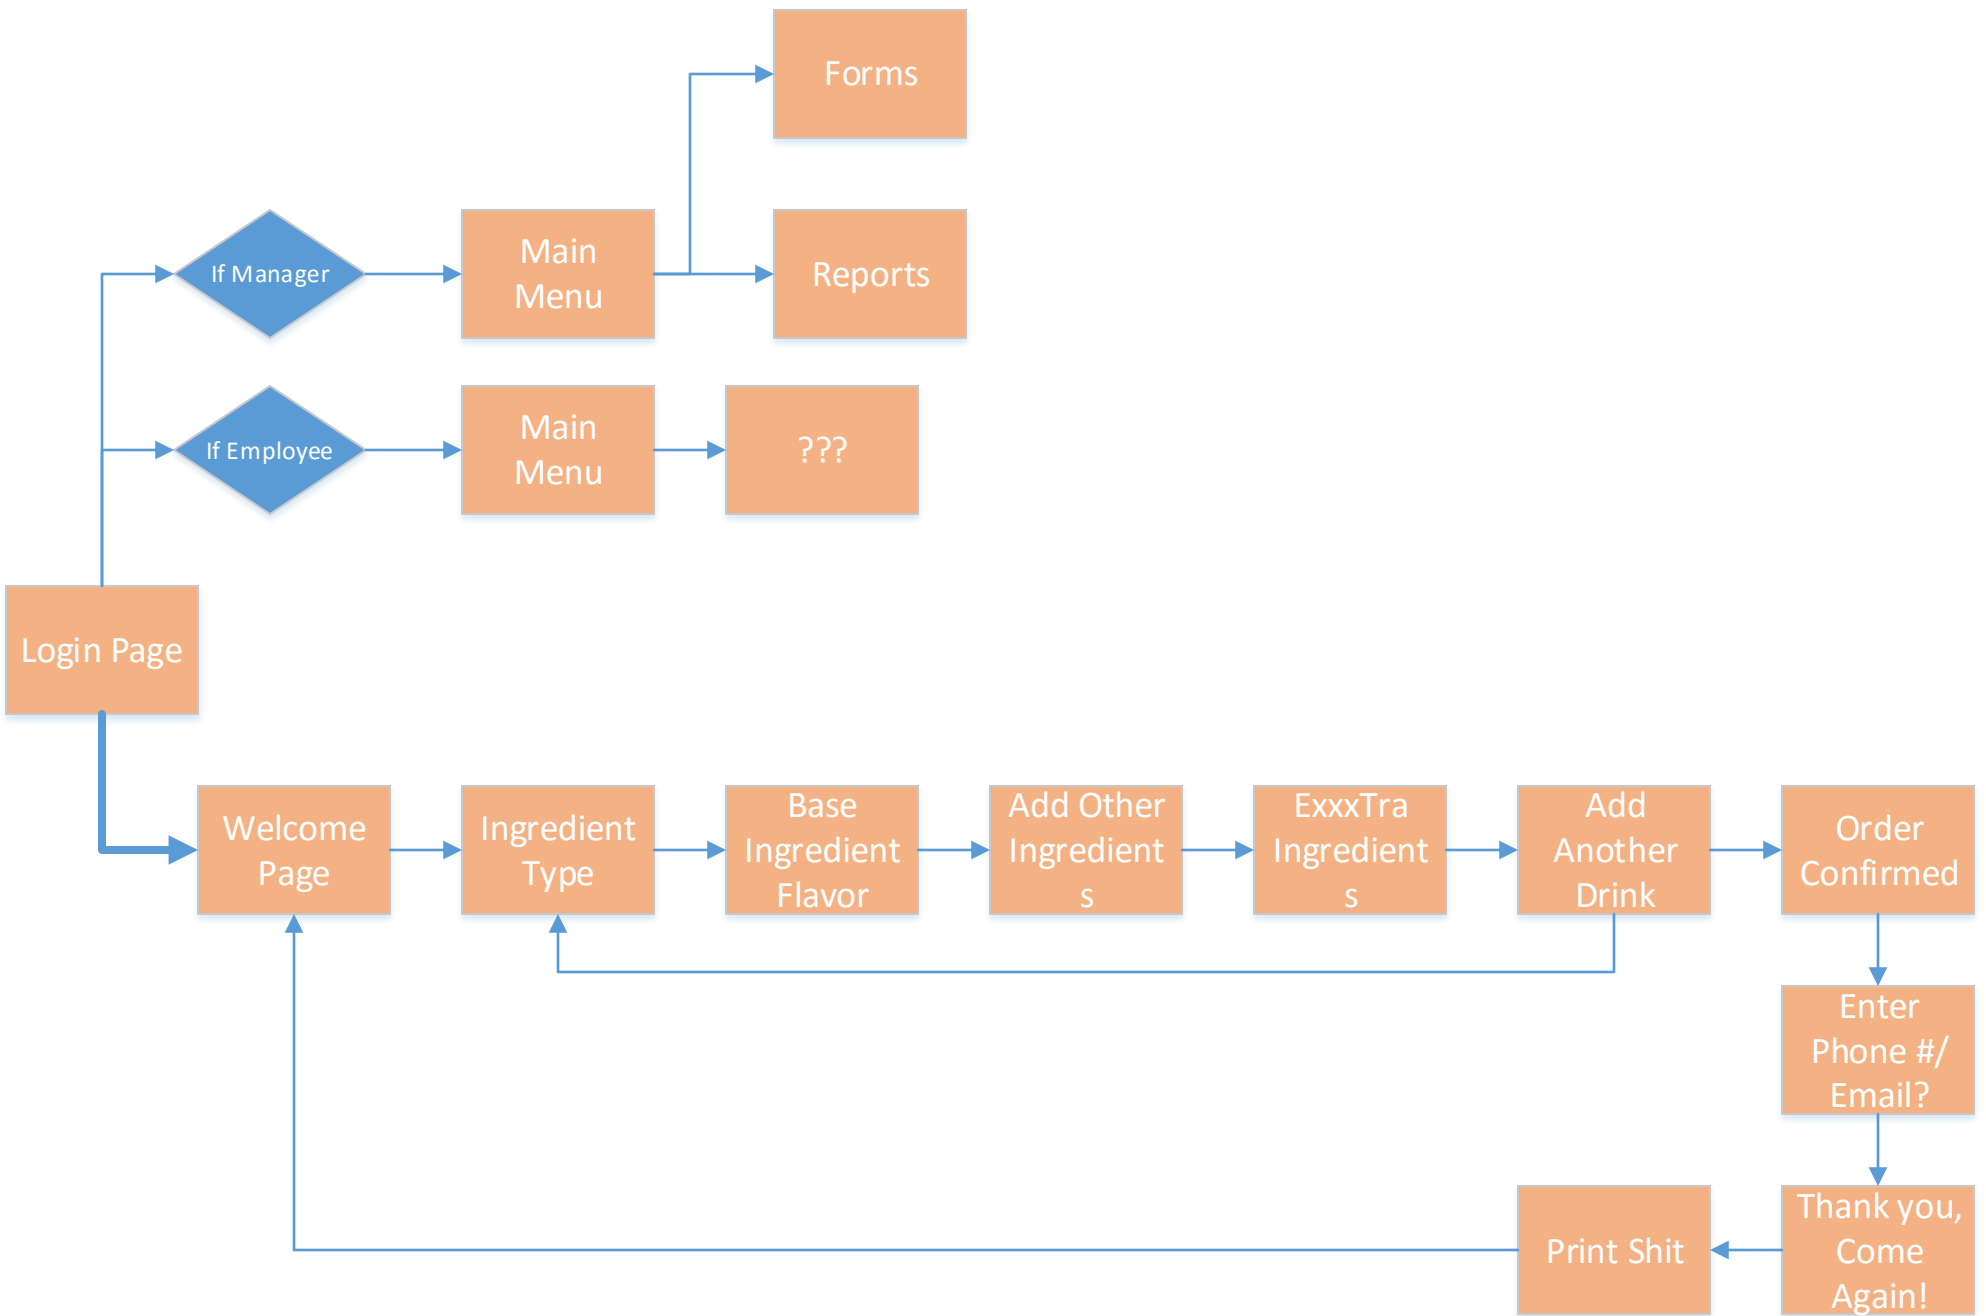 Forms
If Manager
Main
Menu
Reports
If Employee
Main
Menu
???
Login Page
Welcome
Page
Ingredient
Type
Base
Ingredient
Flavor
Add Other
Ingredient
s
ExxxTra
Ingredient
s
Add
Another
Drink
Order
Confirmed
Enter
Phone #/
Email?
Thank you,
Come
Again!
Print Shit